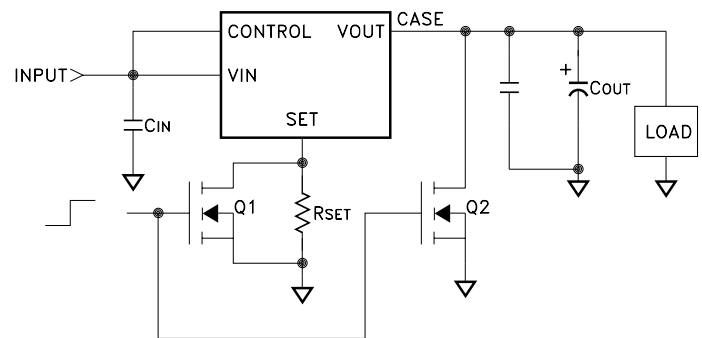 CASE
CONTROL VOUT
INPUT
VIN
+
COUT
CIN
SET
LOAD
Q1
RSET
Q2